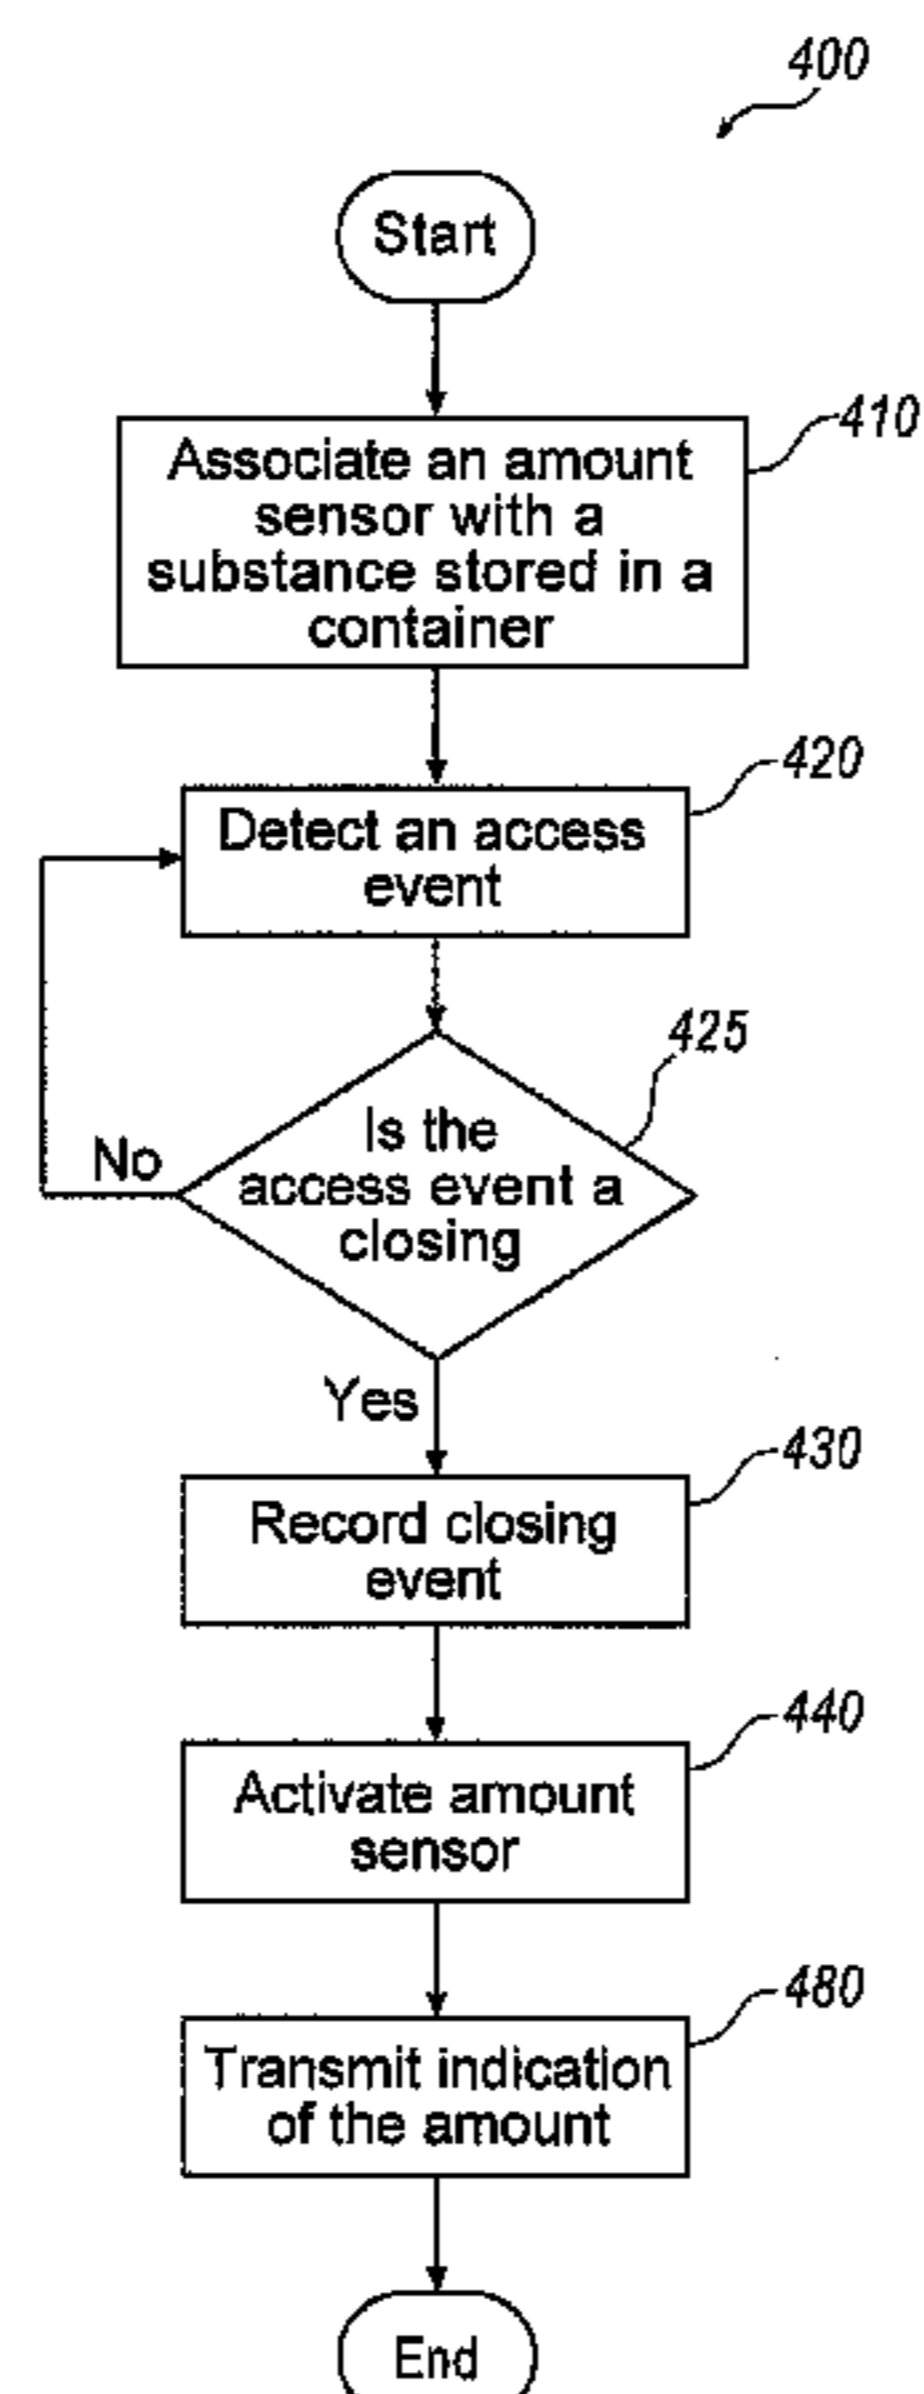 400
Start
410
Associate an amount
sensor with a
substance stored in a
container
420
Detect an access
event
425
Is the
access event a
closing
No
Yes
430
Record closing
event
440
Activate amount
sensor
480
Transmit indication
of the amount
End